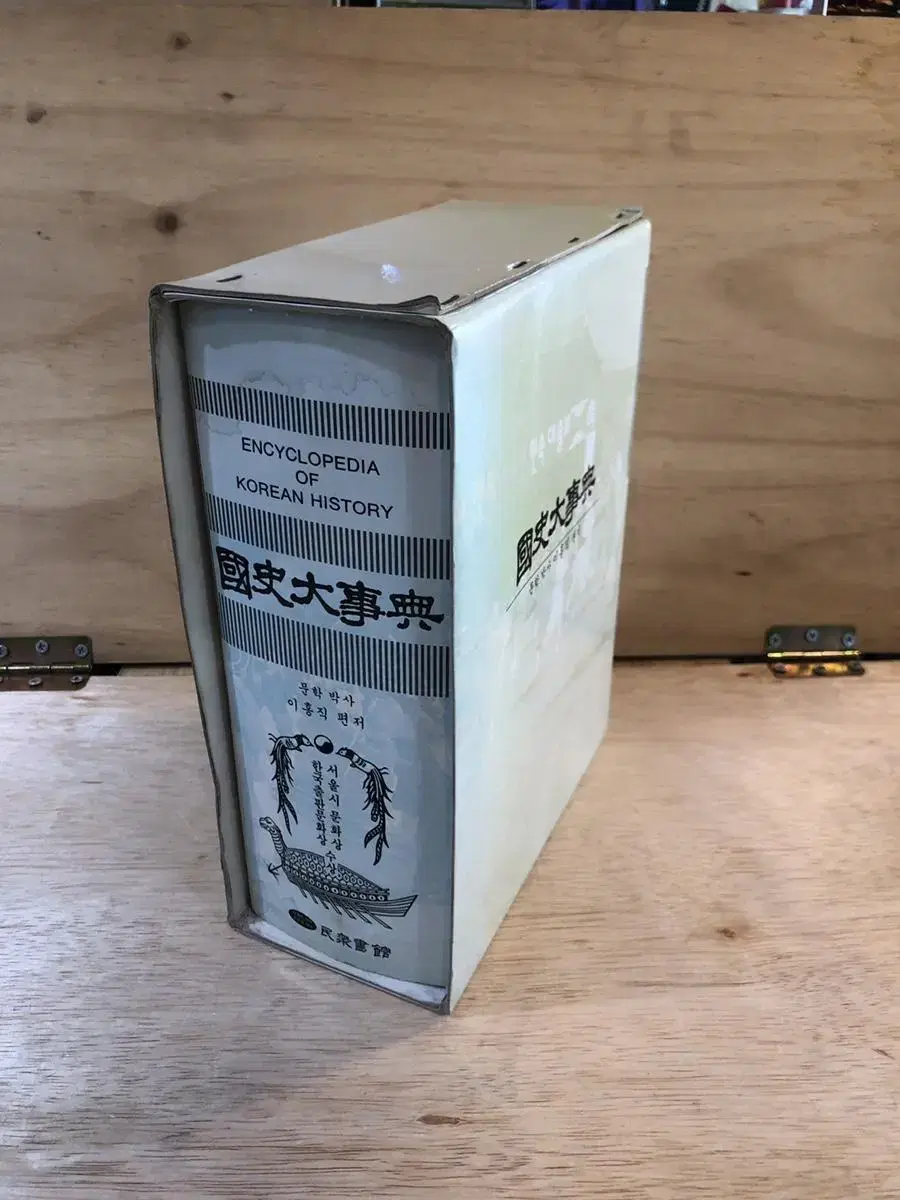 ENCYCLOPEDIA
OF
KOREAN HISTORY
國史大事典
문학 박사
이홍직 편저
서울시문화상
한국출판문화상 수상
民衆書館
國史大事典